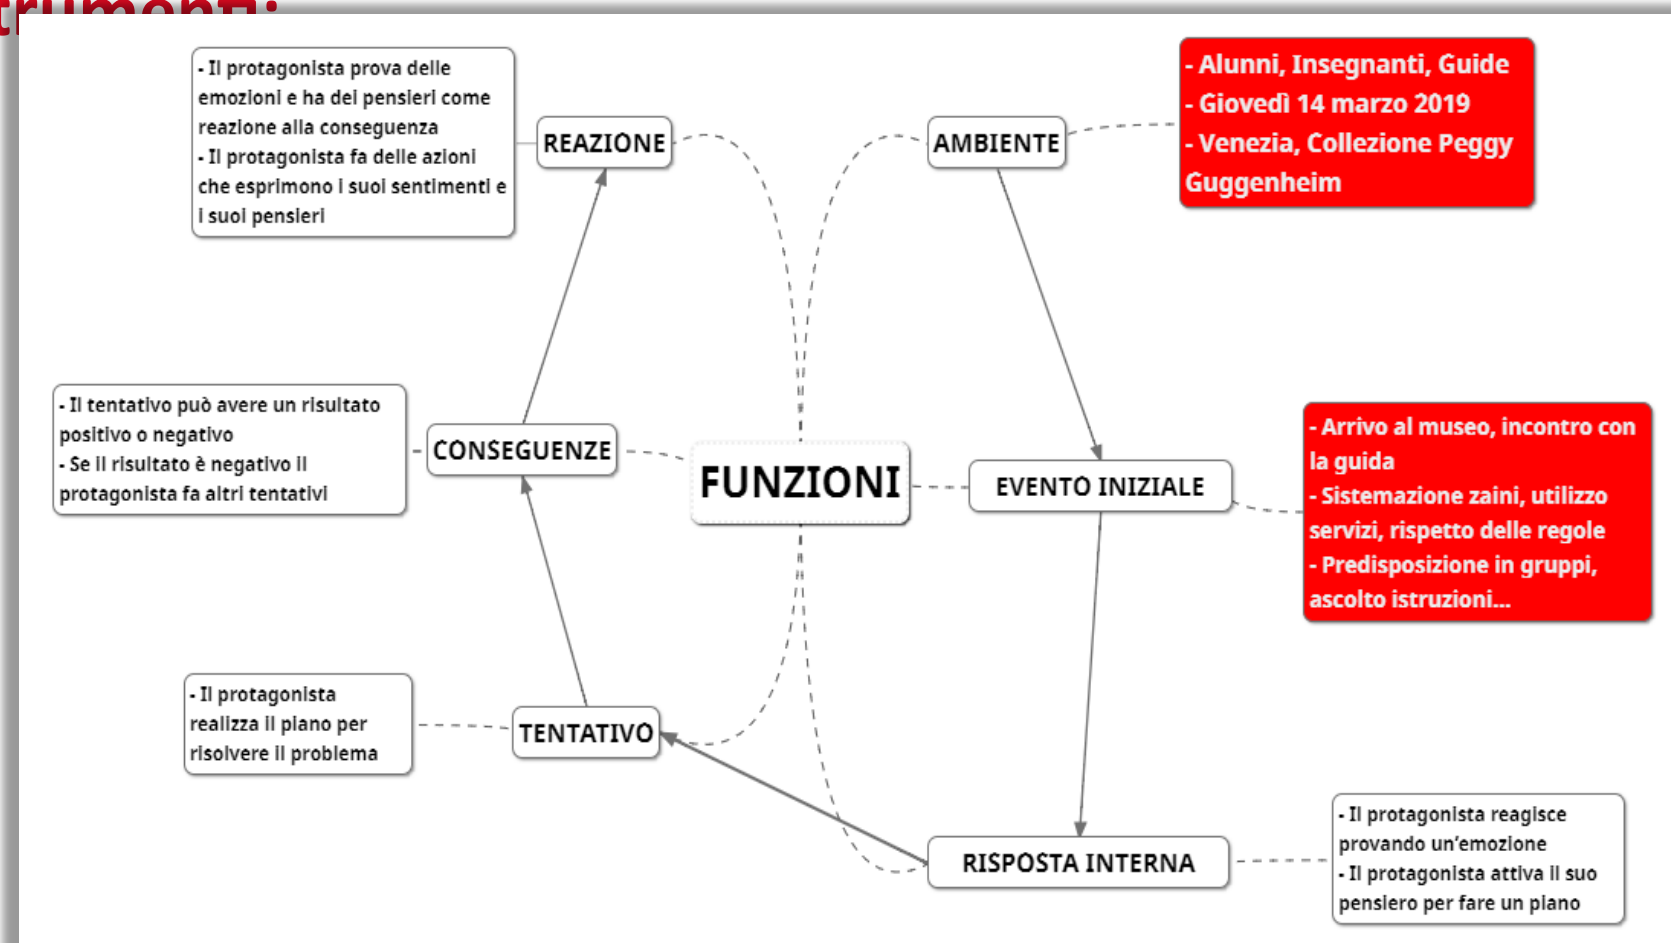 trumenti:
- Il protagonista prova delle
emozioni e ha dei pensieri come
reazione alla conseguenza
- Il protagonista fa delle azioni
che esprimono i suoi sentimenti e
i suoi pensieri
REAZIONE
AMBIENTE
- Alunni, Insegnanti, Guide
- Giovedì 14 marzo 2019
- Venezia, Collezione Peggy
Guggenheim
- Il tentativo può avere un risultato
positivo o negativo
- Se il risultato è negativo il
protagonista fa altri tentativi
CONSEGUENZE
FUNZIONI
EVENTO INIZIALE
- Arrivo al museo, incontro con
la guida
- Sistemazione zaini, utilizzo
servizi, rispetto delle regole
- Predisposizione in gruppi,
ascolto istruzioni...
- Il protagonista
realizza il piano per
risolvere il problema
TENTATIVO
RISPOSTA INTERNA
- Il protagonista reagisce
provando un'emozione
- Il protagonista attiva il suo
pensiero per fare un piano